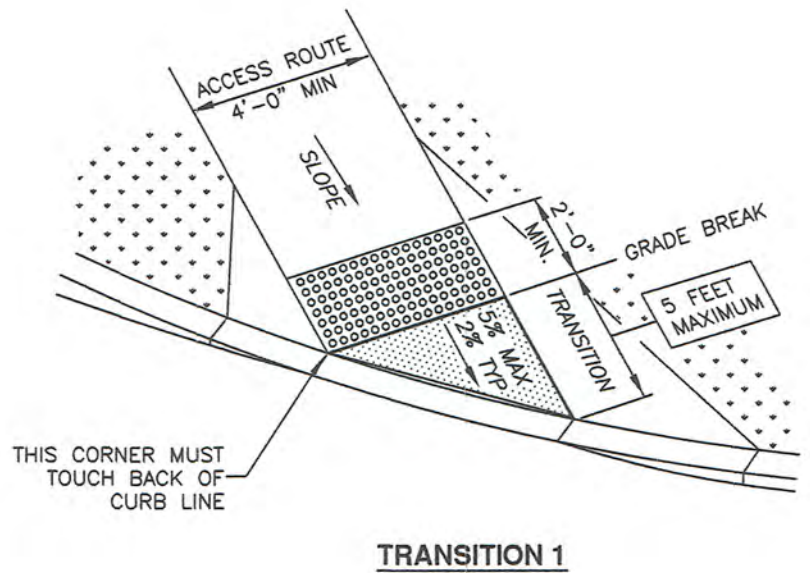 ACCESS ROUTE
4'-0" MIN
SLOPE
2'-0"
MIN.
GRADE BREAK
TRANSITION
5 FEET
MAXIMUM
5% MAX
2% TYP
THIS CORNER MUST
TOUCH BACK OF
CURB LINE
TRANSITION 1